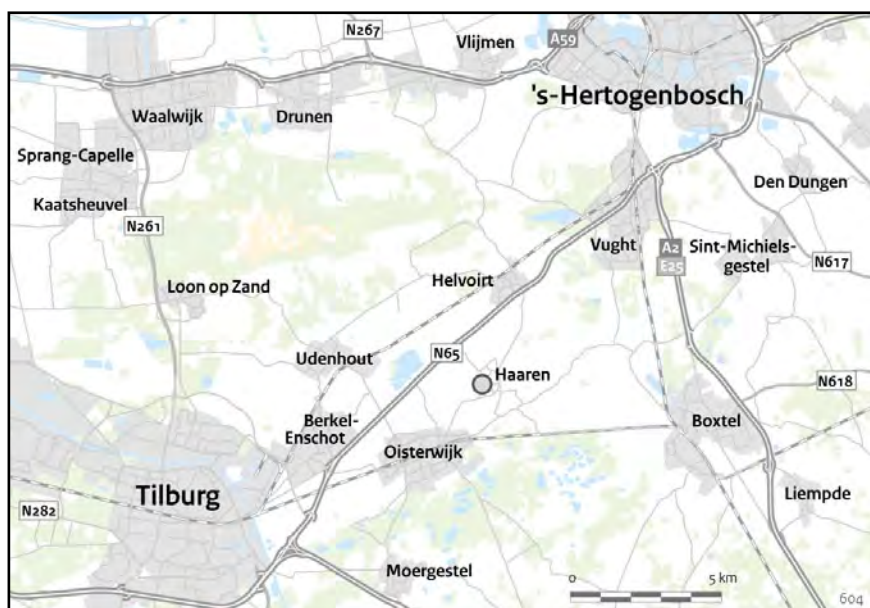 N267
Vlijmen
A59
's-Hertogenbosch
Waalwijk
Drunen
Sprang-Capelle
Kaatsheuvel
N261
Den Dungen
Vught
A2
E25
Sint-Michiels-
gestel
N617
Loon op Zand
Helvoirt
Udenhout
N65
Haaren
N618
Berkel-
Enschot
Oisterwijk
Boxtel
Tilburg
N282
Liempde
Moergestel
0
5 km
604